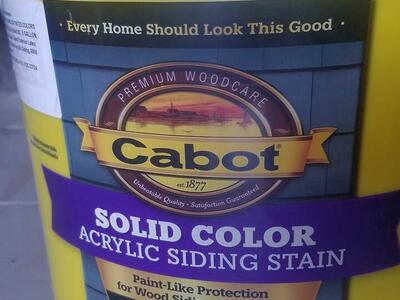 · Every Home Should Look This Good ·
PREMIUM WOODCARE
Cabot®
est. 1877
Unbeatable Quality • Satisfaction Guaranteed
SOLID COLOR
ACRYLIC SIDING STAIN
Paint-Like Protection
for Wood